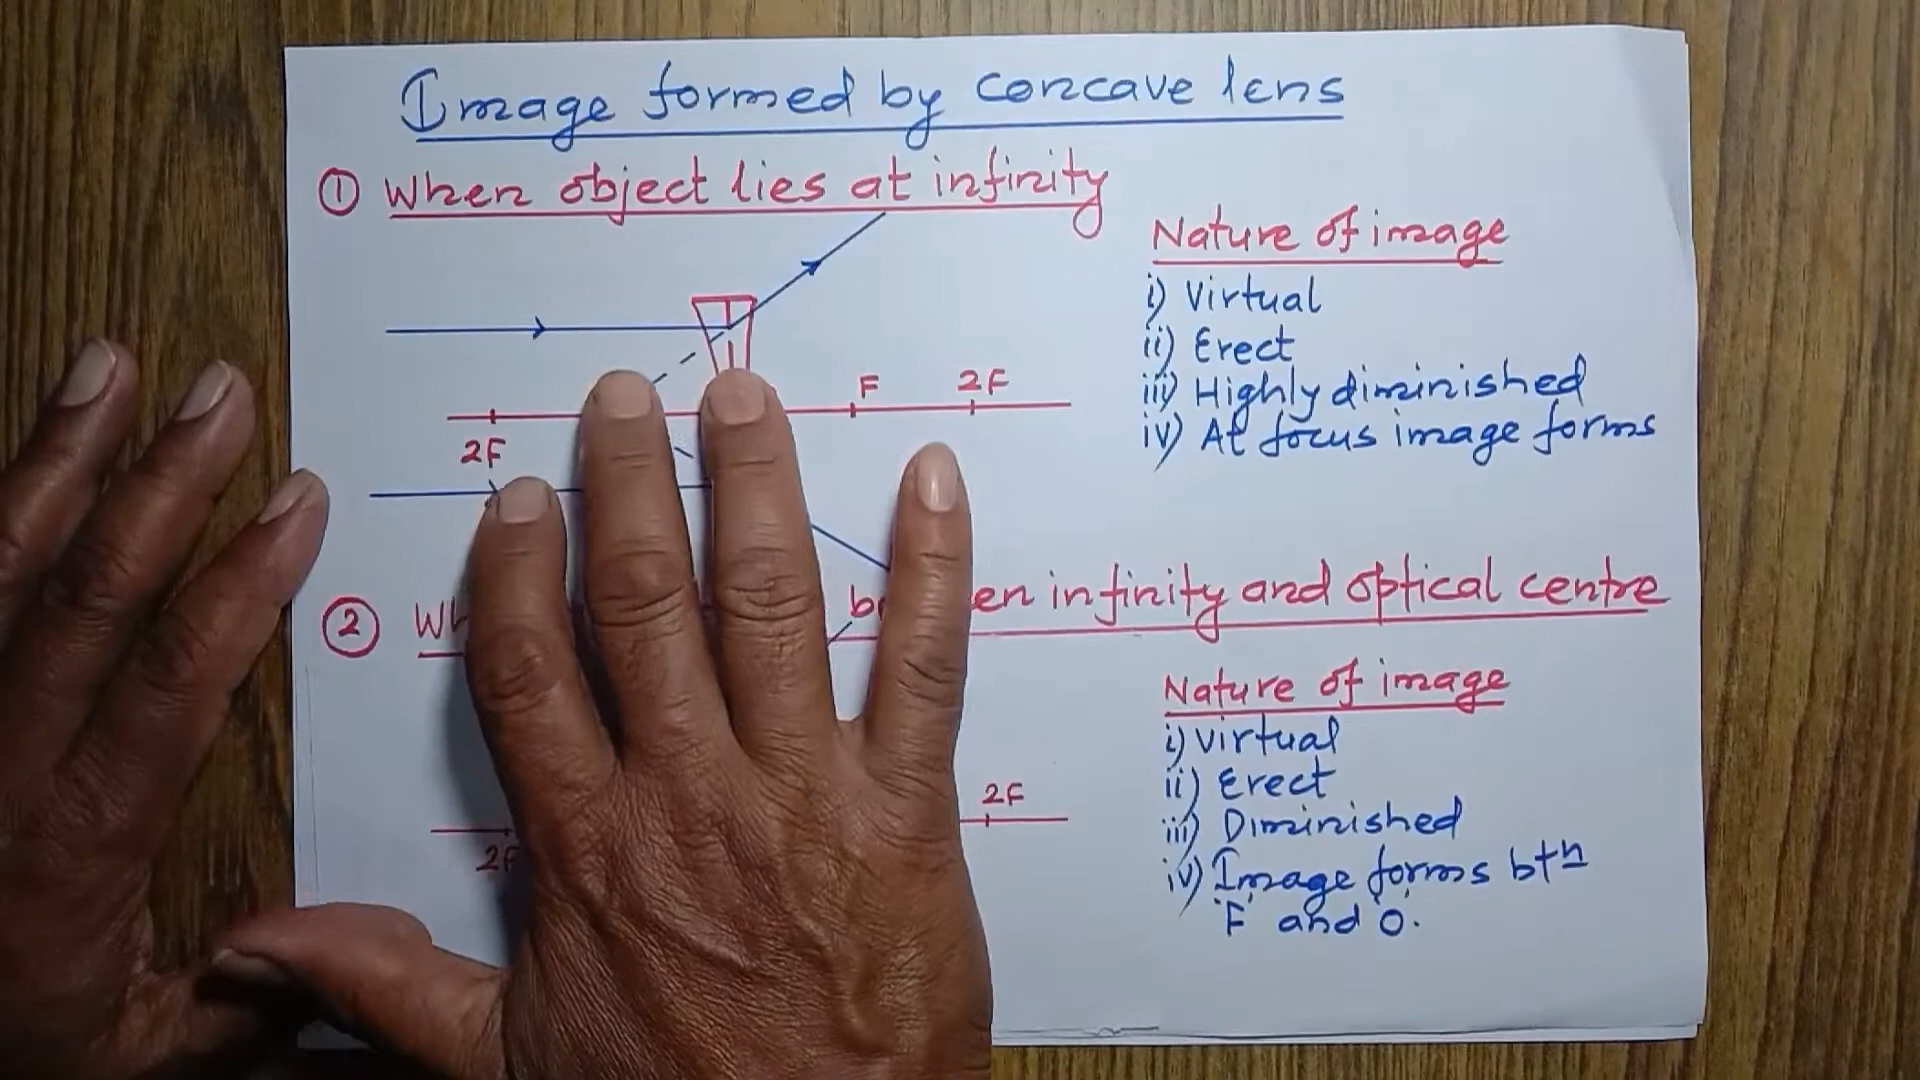 Image formed by concave lens
① When object lies at infinity
Nature of image
i) Virtual
ii) Erect
iii) Highly diminished
iv) At focus image forms
F 2F
2F
② en infinity and optical centre
Nature of image
i) Virtual
ii) Erect
iii) Diminished
iv) Image forms btn
'F' and 'O'.
2F
2F